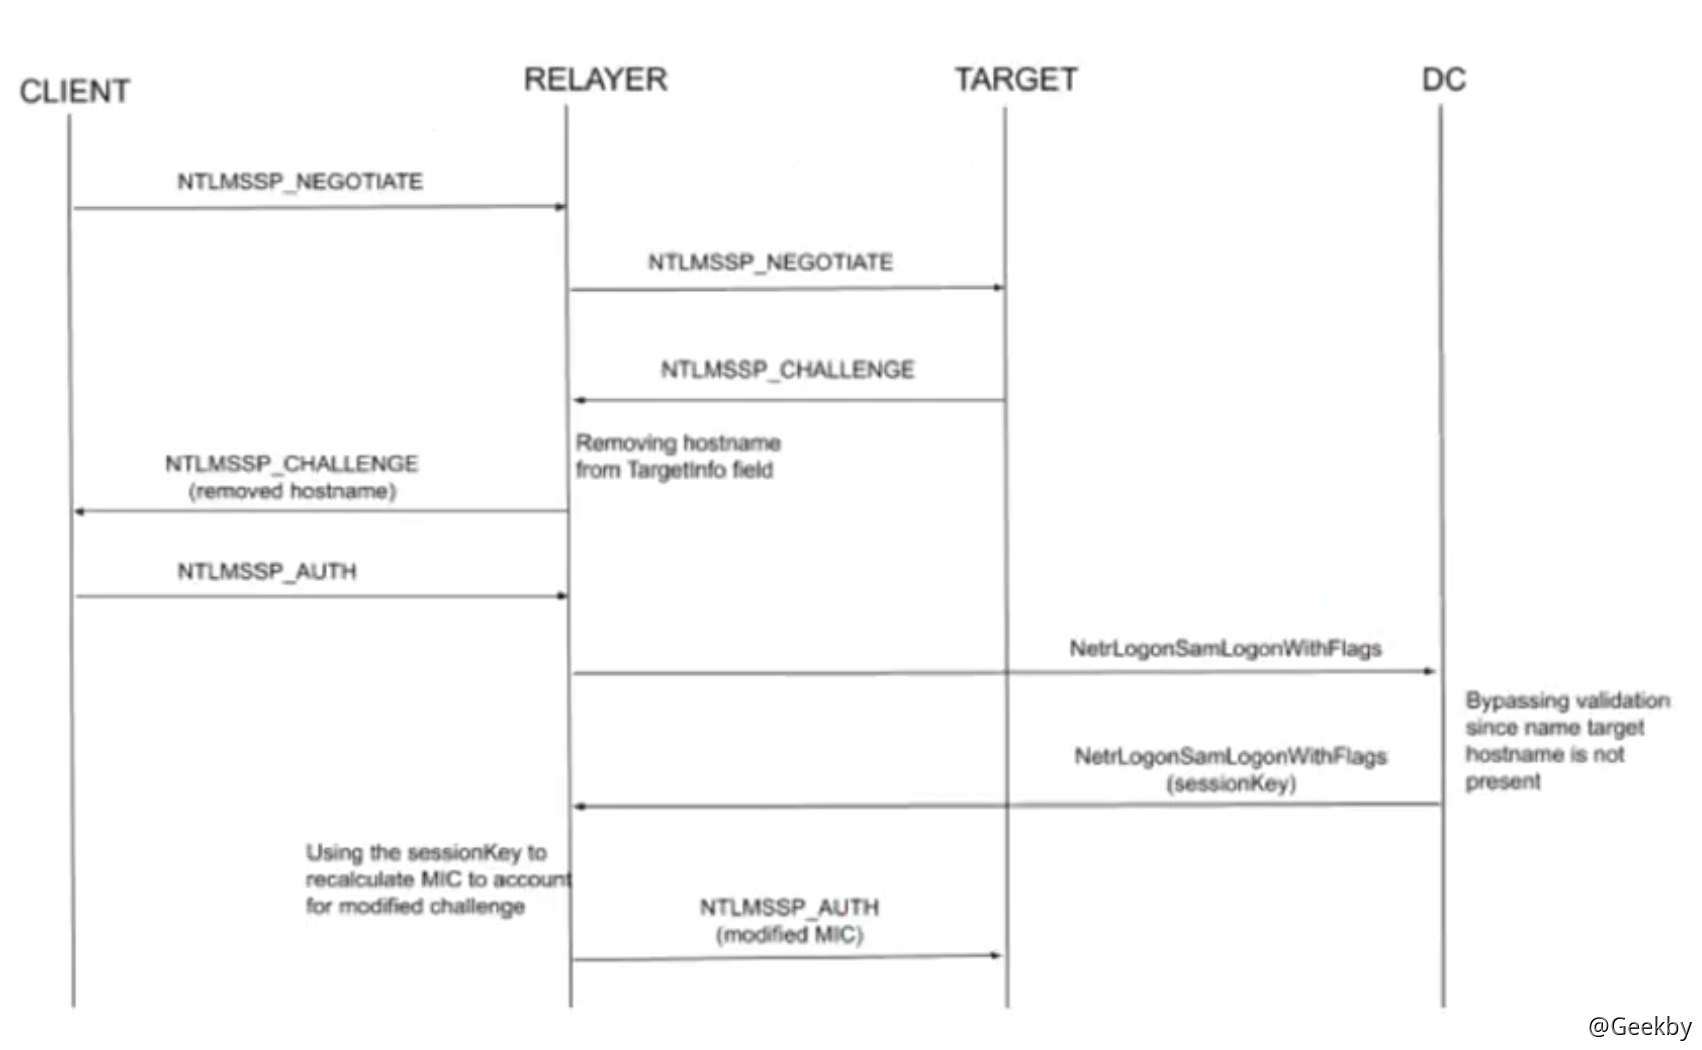 CLIENT
RELAYER
TARGET
DC
NTLMSSP_NEGOTIATE
NTLMSSP_NEGOTIATE
NTLMSSP_CHALLENGE
Removing hostname
from TargetInfo field
NTLMSSP_CHALLENGE
(removed hostname)
NTLMSSP_AUTH
NetrLogonSamLogonWithFlags
Bypassing validation
since name target
hostname is not
present
NetrLogonSamLogonWithFlags
(sessionKey)
Using the sessionKey to
recalculate MIC to account
for modified challenge
NTLMSSP_AUTH
(modified MIC)
@Geekby